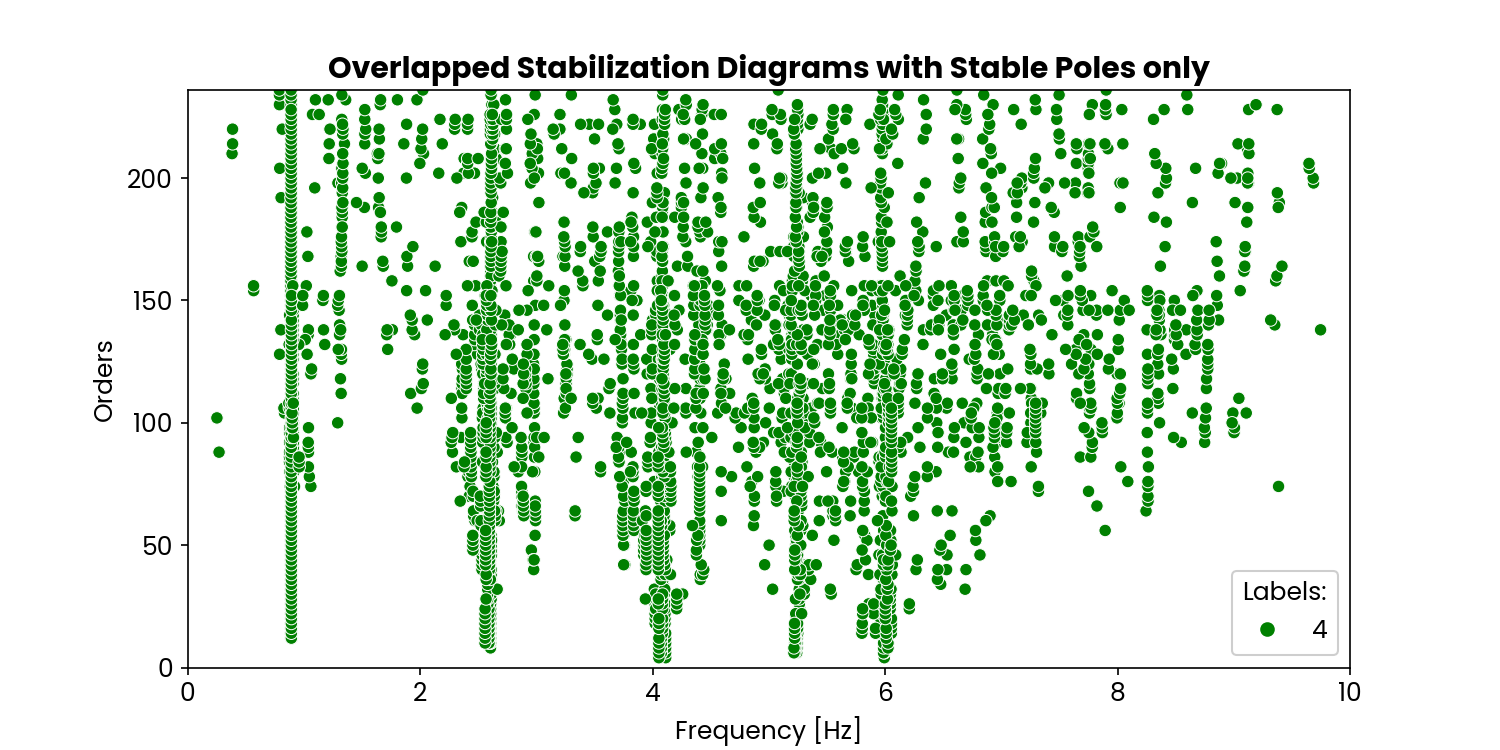 Overlapped Stabilization Diagrams with Stable Poles only
Orders
200
150
100
50
0
0 2 4 6 8 10
Frequency [Hz]
Labels:
4